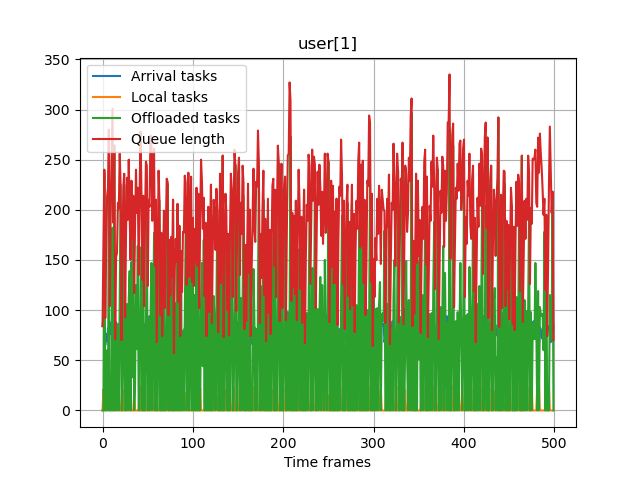 user[1]
350
300
250
200
150
100
50
0
Arrival tasks
Local tasks
Offloaded tasks
Queue length
0 100 200 300 400 500
Time frames